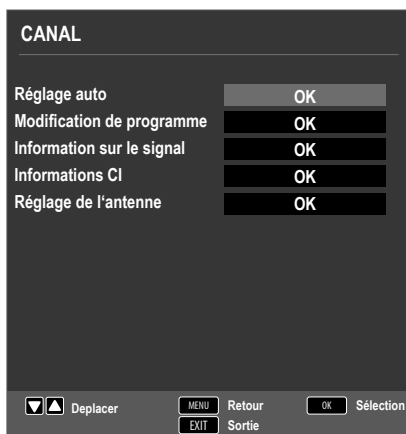 CANAL
Réglage auto OK
Modification de programme OK
Information sur le signal OK
Informations CI OK
Réglage de l‘antenne OK
Deplacer MENU Retour OK Sélection
EXIT Sortie